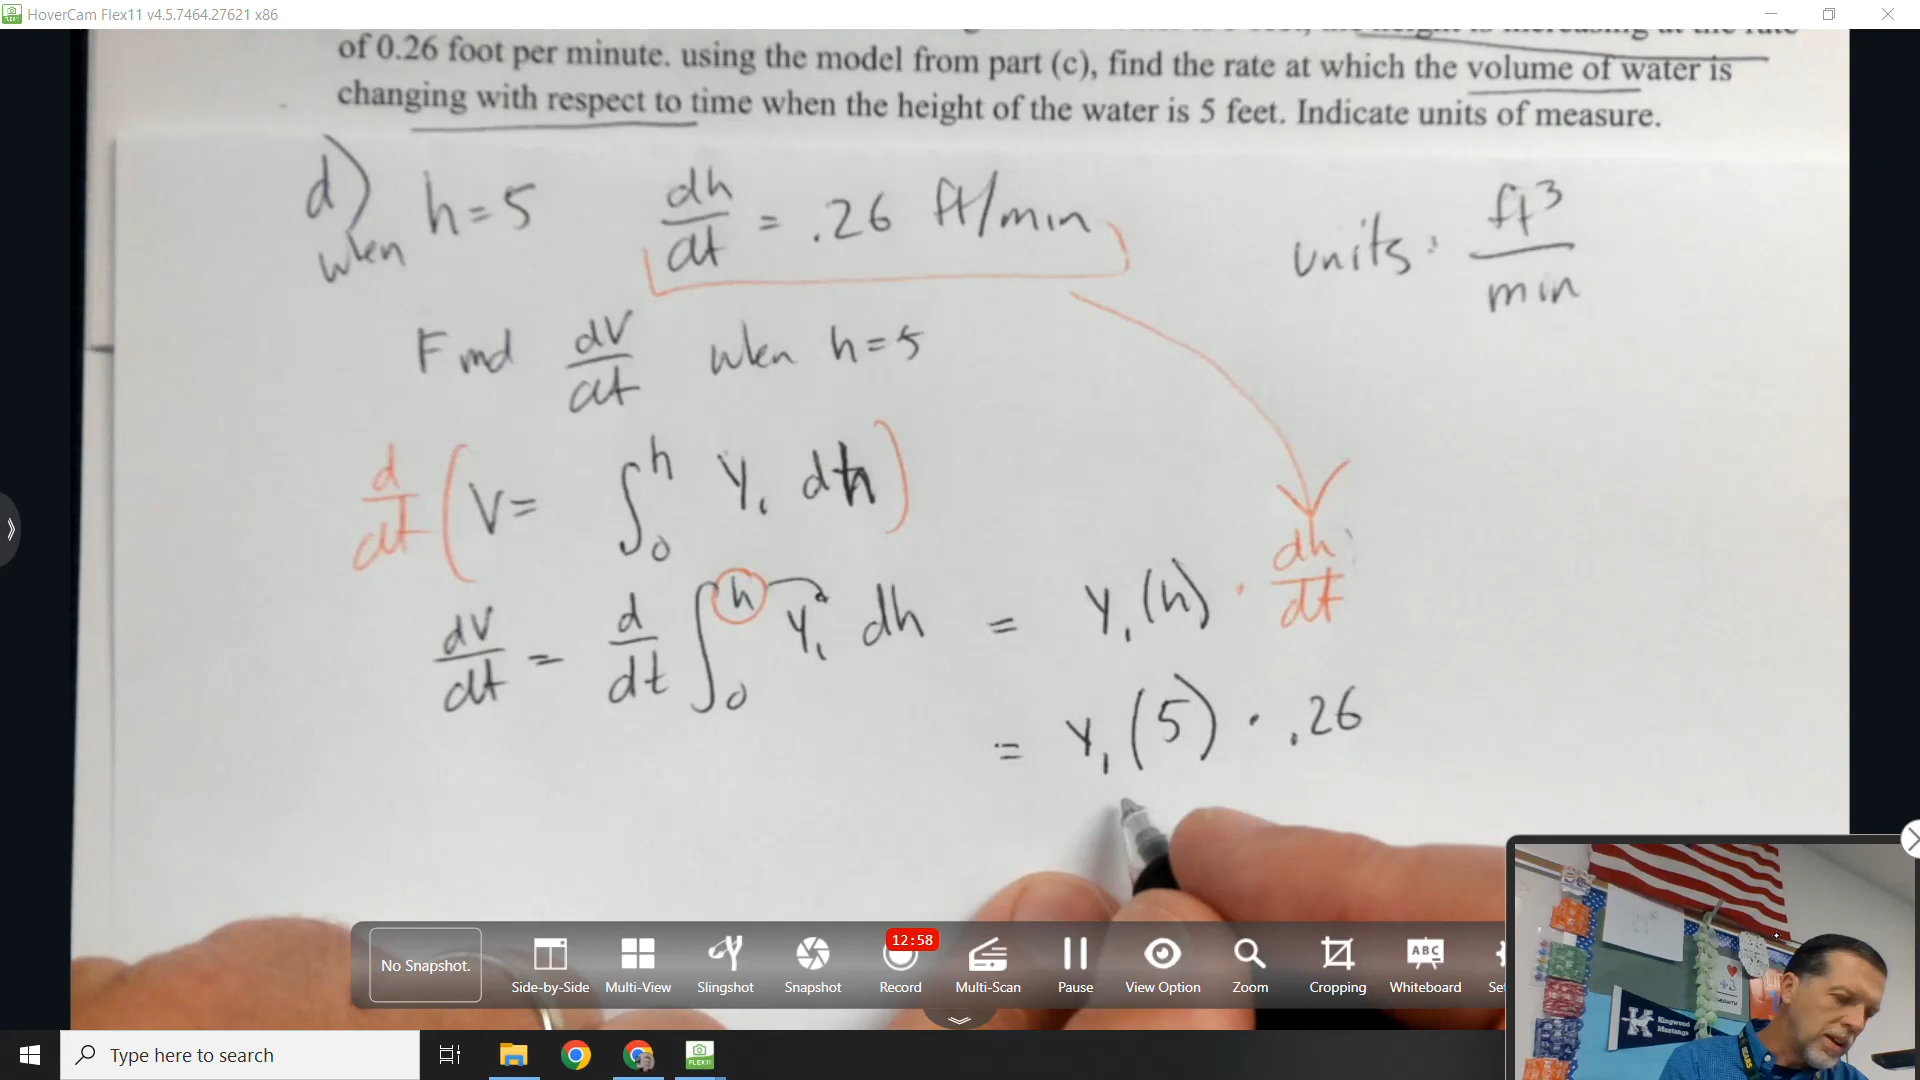 HoverCam Flex11 v4.5.7464.27621 x86
of 0.26 foot per minute. using the model from part (c), find the rate at which the volume of water is
changing with respect to time when the height of the water is 5 feet. Indicate units of measure.
d) when h = 5 dh/dt = .26 ft/min units: ft³/min
Find dV/dt when h = 5
d/dt ( V = ∫₀ʰ Y₁ dh )
dV/dt = d/dt ∫₀ʰ Y₁ dh = Y₁(h) · dh/dt
= Y₁(5) · .26
12:58
No Snapshot. Side-by-Side Multi-View Slingshot Snapshot Record Multi-Scan Pause View Option Zoom Cropping ABC Whiteboard
Kingwood
Mustangs
Type here to search
FLEX11